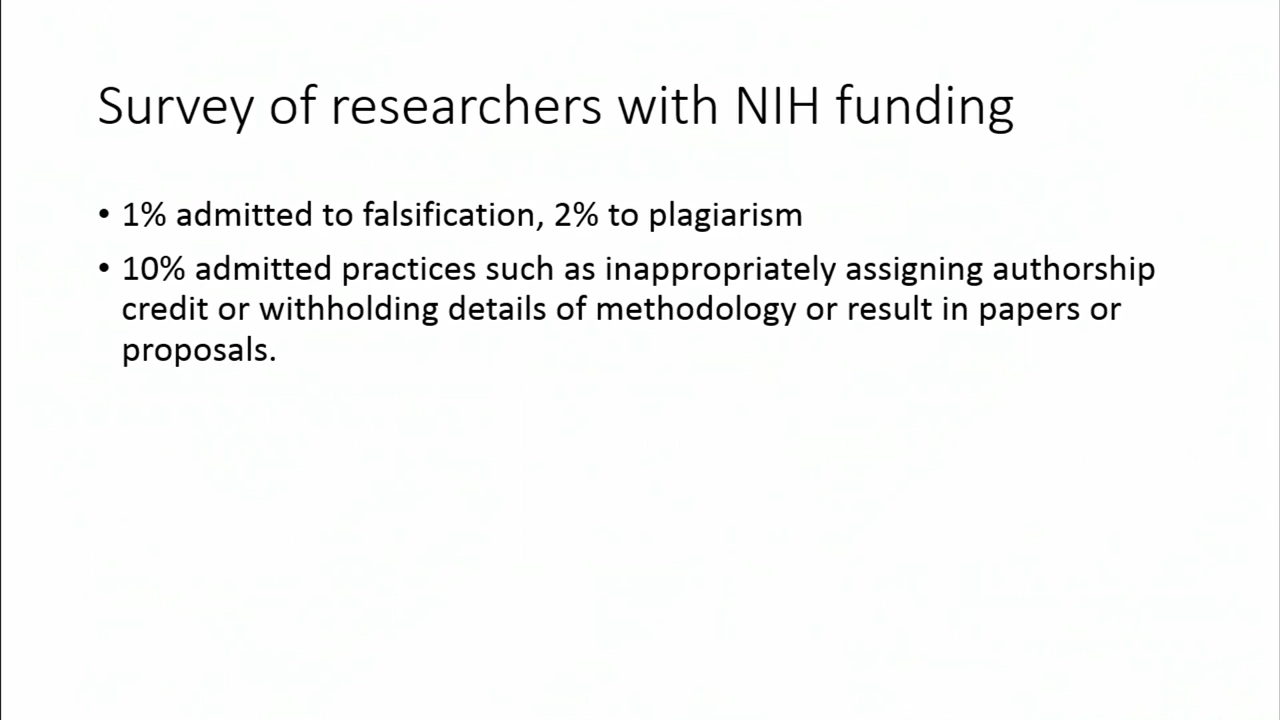 Survey of researchers with NIH funding
• 1% admitted to falsification, 2% to plagiarism
• 10% admitted practices such as inappropriately assigning authorship
credit or withholding details of methodology or result in papers or
proposals.